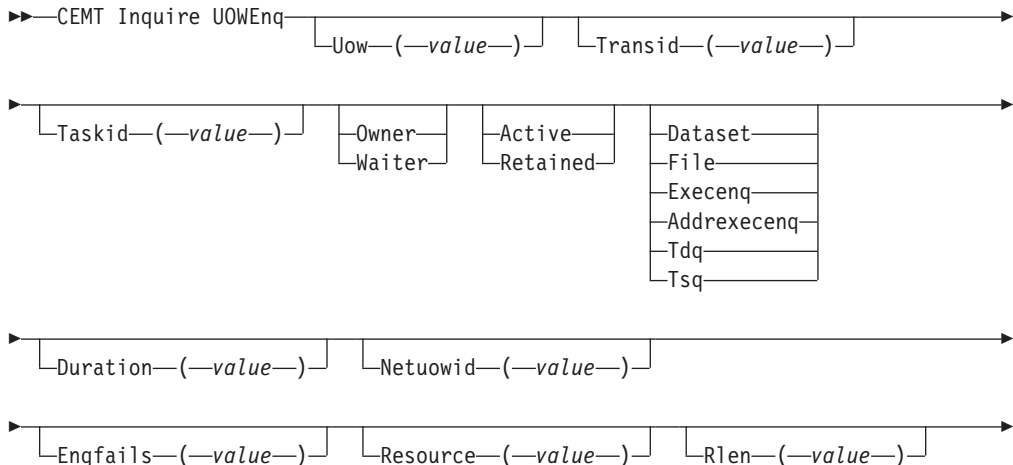 CEMT Inquire UOWEnq
Uow ( value ) Transid ( value )
Taskid ( value ) Owner Active Dataset
Waiter Retained File
Execenq
Addrexecenq
Tdq
Tsq
Duration ( value ) Netuowid ( value )
Enqfails ( value ) Resource ( value ) Rlen ( value )